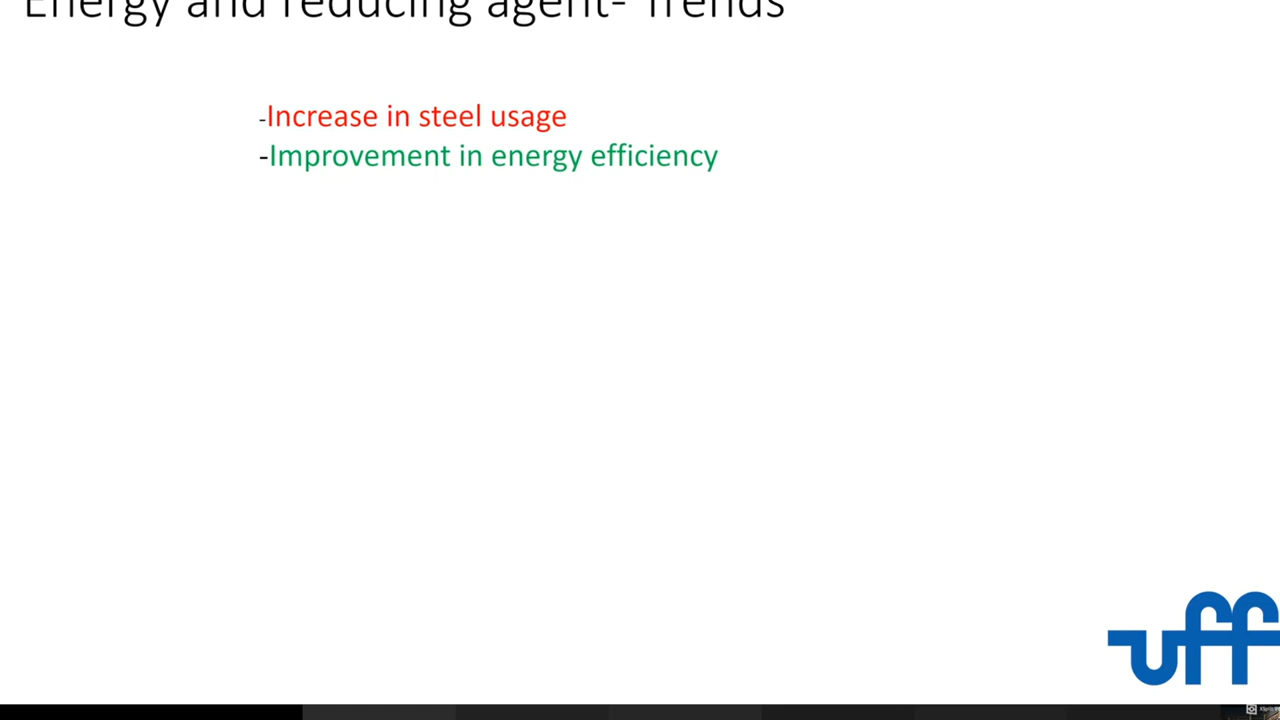 Energy and reducing agent- Trends
-Increase in steel usage
-Improvement in energy efficiency
uff